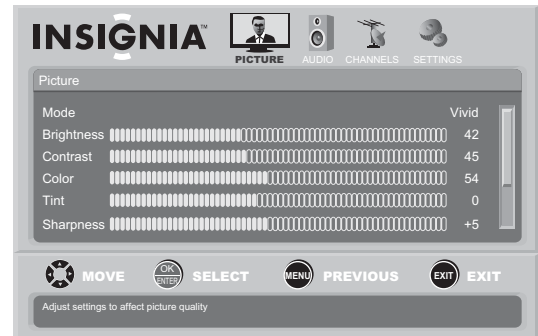 INSIGNIA™
PICTURE AUDIO CHANNELS SETTINGS
Picture
Mode Vivid
Brightness 42
Contrast 45
Color 54
Tint 0
Sharpness +5
MOVE OK ENTER SELECT MENU PREVIOUS EXIT EXIT
Adjust settings to affect picture quality